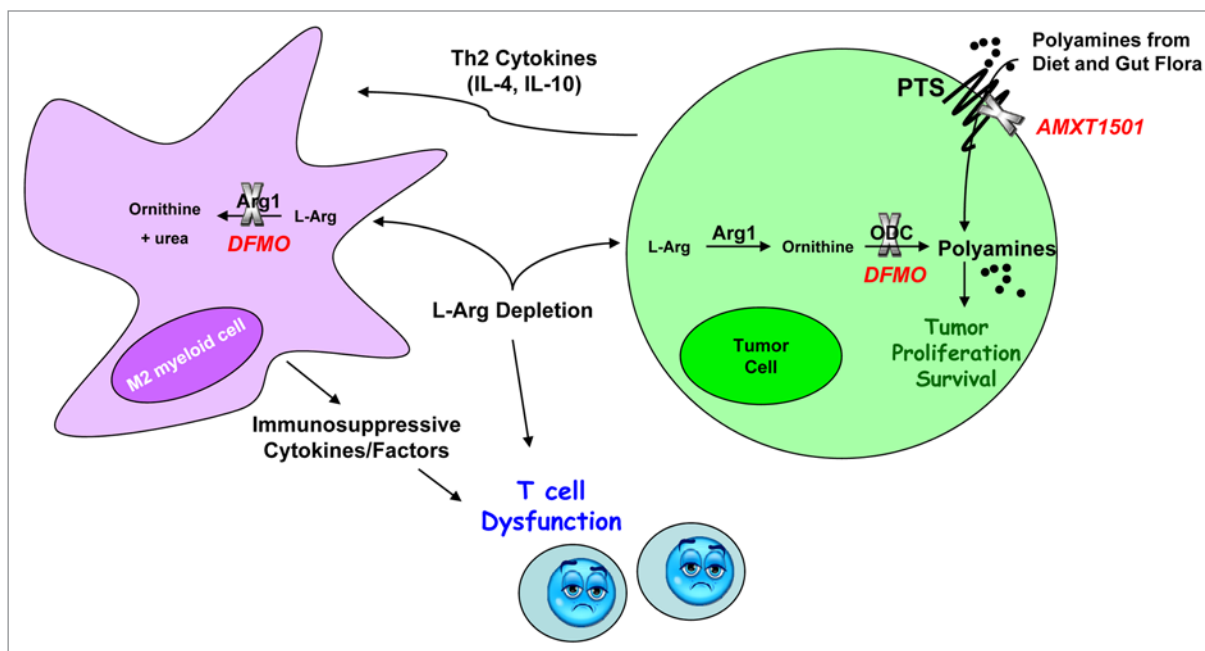 Th2 Cytokines
(IL-4, IL-10)
Polyamines from
Diet and Gut Flora
PTS
AMXT1501
Arg1
Ornithine
L-Arg
+ urea
DFMO
L-Arg
Arg1
Ornithine
ODC
Polyamines
DFMO
L-Arg Depletion
M2 myeloid cell
Tumor
Cell
Tumor
Proliferation
Survival
Immunosuppressive
Cytokines/Factors
T cell
Dysfunction